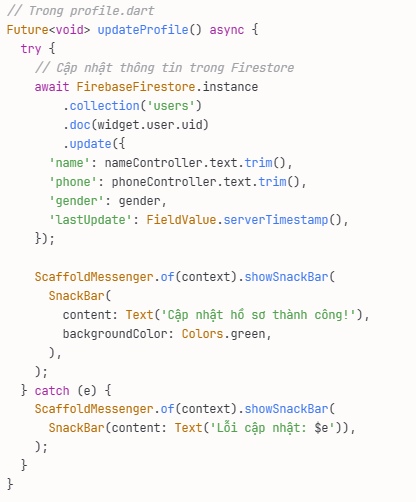 // Trong profile.dart
Future<void> updateProfile() async {
  try {
    // Cập nhật thông tin trong Firestore
    await FirebaseFirestore.instance
        .collection('users')
        .doc(widget.user.uid)
        .update({
      'name': nameController.text.trim(),
      'phone': phoneController.text.trim(),
      'gender': gender,
      'lastUpdate': FieldValue.serverTimestamp(),
    });

    ScaffoldMessenger.of(context).showSnackBar(
      SnackBar(
        content: Text('Cập nhật hồ sơ thành công!'),
        backgroundColor: Colors.green,
      ),
    );
  } catch (e) {
    ScaffoldMessenger.of(context).showSnackBar(
      SnackBar(content: Text('Lỗi cập nhật: $e')),
    );
  }
}